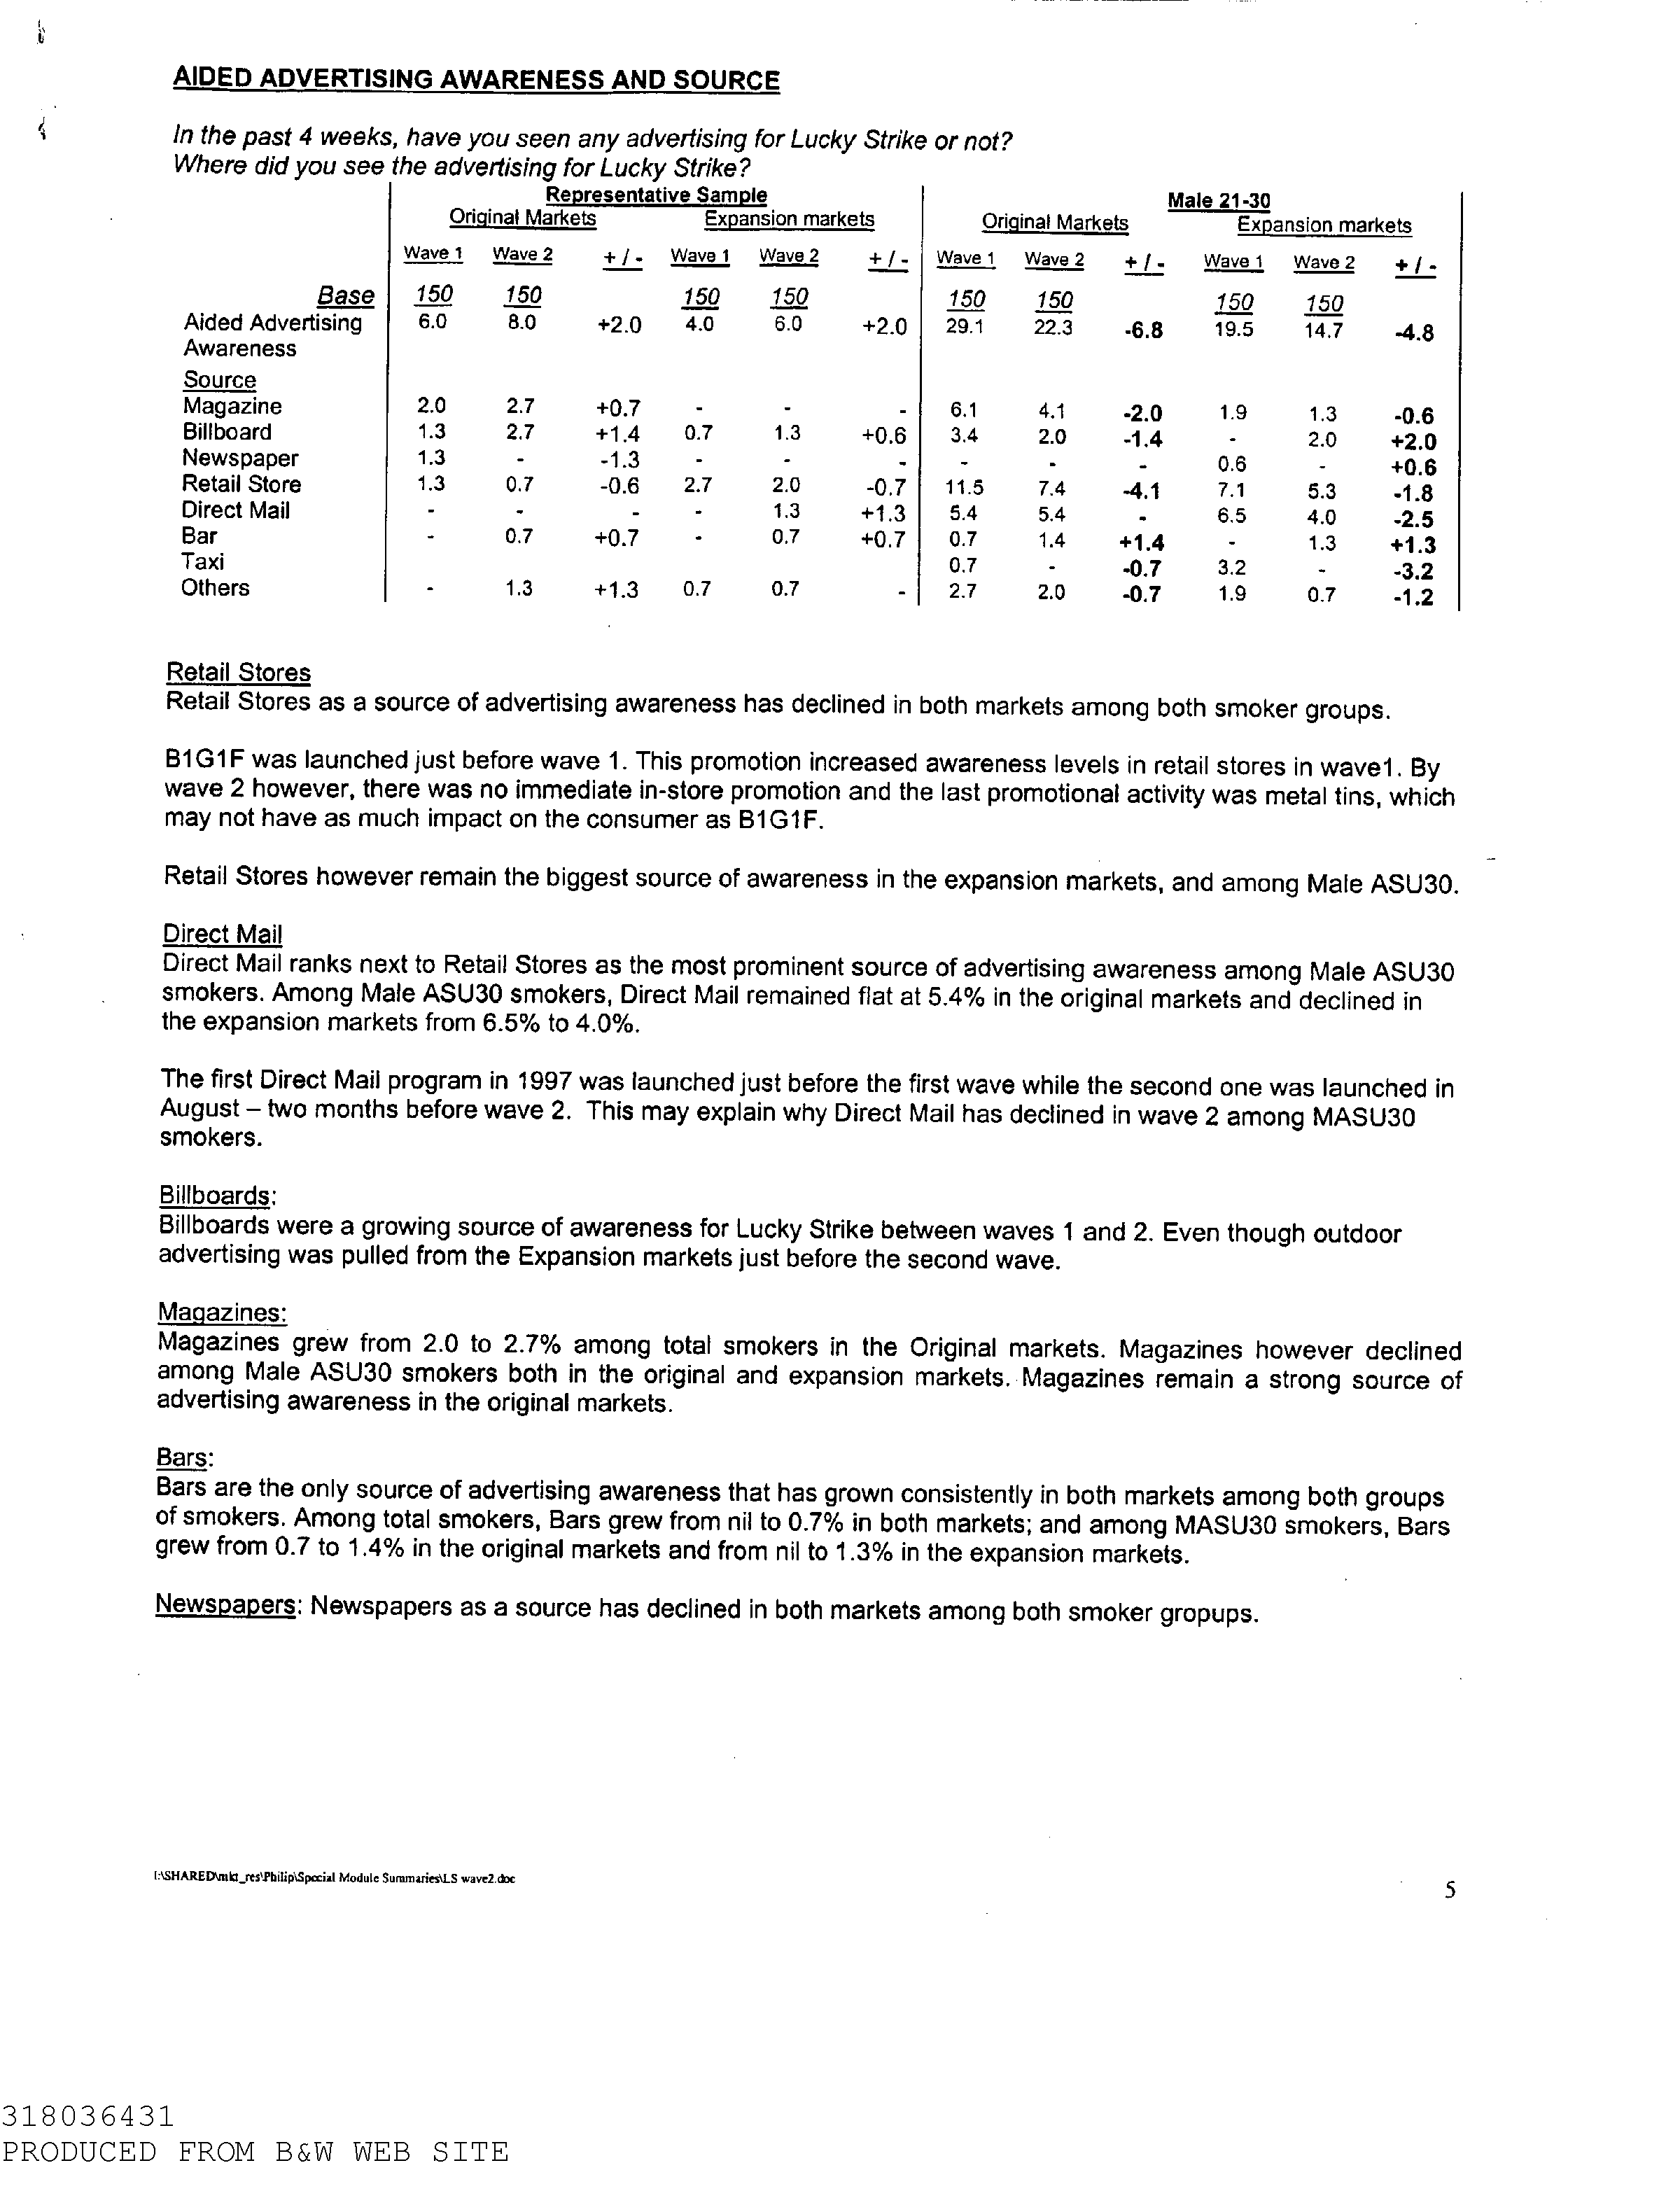 AIDED ADVERTISING AWARENESS AND SOURCE
In the past 4 weeks, have you seen any advertising for Lucky Strike or not?
Where did you see the advertising for Lucky Strike?
Representative Sample Male 21-30
Original Markets Expansion markets Original Markets Expansion markets
Wave 1 Wave 2 + / - Wave 1 Wave 2 + / - Wave 1 Wave 2 + / - Wave 1 Wave 2 + / -
Base 150 150 150 150 150 150 150 150
Aided Advertising 6.0 8.0 +2.0 4.0 6.0 +2.0 29.1 22.3 -6.8 19.5 14.7 -4.8
Awareness
Source
Magazine 2.0 2.7 +0.7 - - - 6.1 4.1 -2.0 1.9 1.3 -0.6
Billboard 1.3 2.7 +1.4 0.7 1.3 +0.6 3.4 2.0 -1.4 - 2.0 +2.0
Newspaper 1.3 - -1.3 - - - - - - 0.6 - +0.6
Retail Store 1.3 0.7 -0.6 2.7 2.0 -0.7 11.5 7.4 -4.1 7.1 5.3 -1.8
Direct Mail - - - - 1.3 +1.3 5.4 5.4 - 6.5 4.0 -2.5
Bar - 0.7 +0.7 - 0.7 +0.7 0.7 1.4 +1.4 - 1.3 +1.3
Taxi 0.7 - -0.7 3.2 - -3.2
Others - 1.3 +1.3 0.7 0.7 - 2.7 2.0 -0.7 1.9 0.7 -1.2
Retail Stores
Retail Stores as a source of advertising awareness has declined in both markets among both smoker groups.
B1G1F was launched just before wave 1. This promotion increased awareness levels in retail stores in wave1. By
wave 2 however, there was no immediate in-store promotion and the last promotional activity was metal tins, which
may not have as much impact on the consumer as B1G1F.
Retail Stores however remain the biggest source of awareness in the expansion markets, and among Male ASU30.
Direct Mail
Direct Mail ranks next to Retail Stores as the most prominent source of advertising awareness among Male ASU30
smokers. Among Male ASU30 smokers, Direct Mail remained flat at 5.4% in the original markets and declined in
the expansion markets from 6.5% to 4.0%.
The first Direct Mail program in 1997 was launched just before the first wave while the second one was launched in
August – two months before wave 2. This may explain why Direct Mail has declined in wave 2 among MASU30
smokers.
Billboards:
Billboards were a growing source of awareness for Lucky Strike between waves 1 and 2. Even though outdoor
advertising was pulled from the Expansion markets just before the second wave.
Magazines:
Magazines grew from 2.0 to 2.7% among total smokers in the Original markets. Magazines however declined
among Male ASU30 smokers both in the original and expansion markets. Magazines remain a strong source of
advertising awareness in the original markets.
Bars:
Bars are the only source of advertising awareness that has grown consistently in both markets among both groups
of smokers. Among total smokers, Bars grew from nil to 0.7% in both markets; and among MASU30 smokers, Bars
grew from 0.7 to 1.4% in the original markets and from nil to 1.3% in the expansion markets.
Newspapers: Newspapers as a source has declined in both markets among both smoker gropups.
I:\SHARED\mkt_res\Philip\Special Module Summaries\LS wave2.doc
5
318036431
PRODUCED FROM B&W WEB SITE